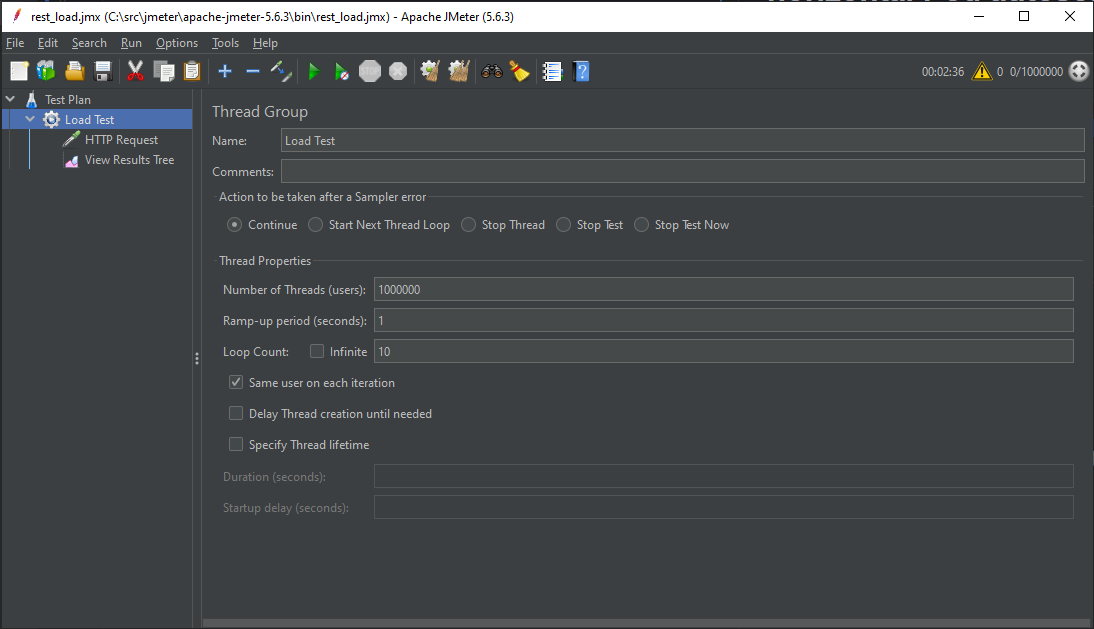 rest_load.jmx (C:\src\jmeter\apache-jmeter-5.6.3\bin\rest_load.jmx) - Apache JMeter (5.6.3)
File Edit Search Run Options Tools Help
STOP 00:02:36 0 0/1000000
Test Plan
Load Test
HTTP Request
View Results Tree
Thread Group
Name: Load Test
Comments:
Action to be taken after a Sampler error
Continue Start Next Thread Loop Stop Thread Stop Test Stop Test Now
Thread Properties
Number of Threads (users): 1000000
Ramp-up period (seconds): 1
Loop Count: Infinite 10
Same user on each iteration
Delay Thread creation until needed
Specify Thread lifetime
Duration (seconds):
Startup delay (seconds):